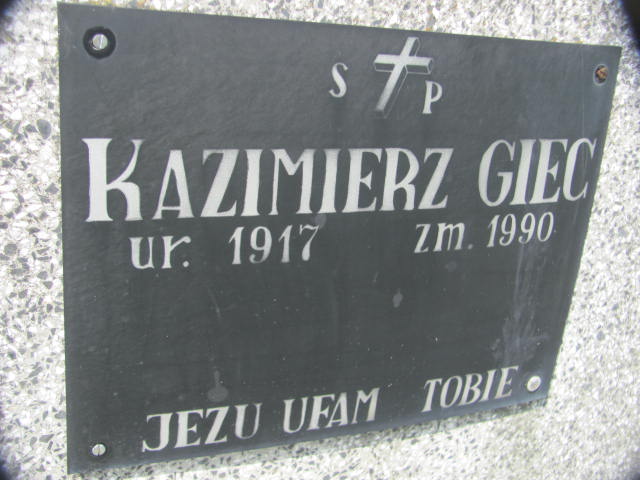 S P
KAZIMIERZ GIEC
ur. 1917 zm. 1990
JEZU UFAM TOBIE